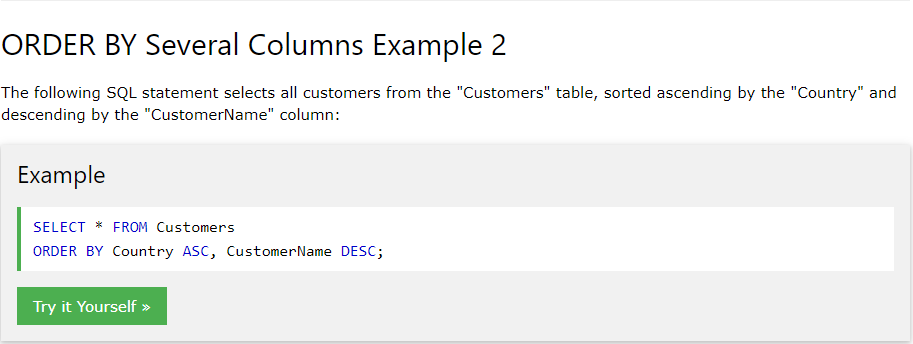 ORDER BY Several Columns Example 2
The following SQL statement selects all customers from the "Customers" table, sorted ascending by the "Country" and
descending by the "CustomerName" column:
Example
SELECT * FROM Customers
ORDER BY Country ASC, CustomerName DESC;
Try it Yourself »